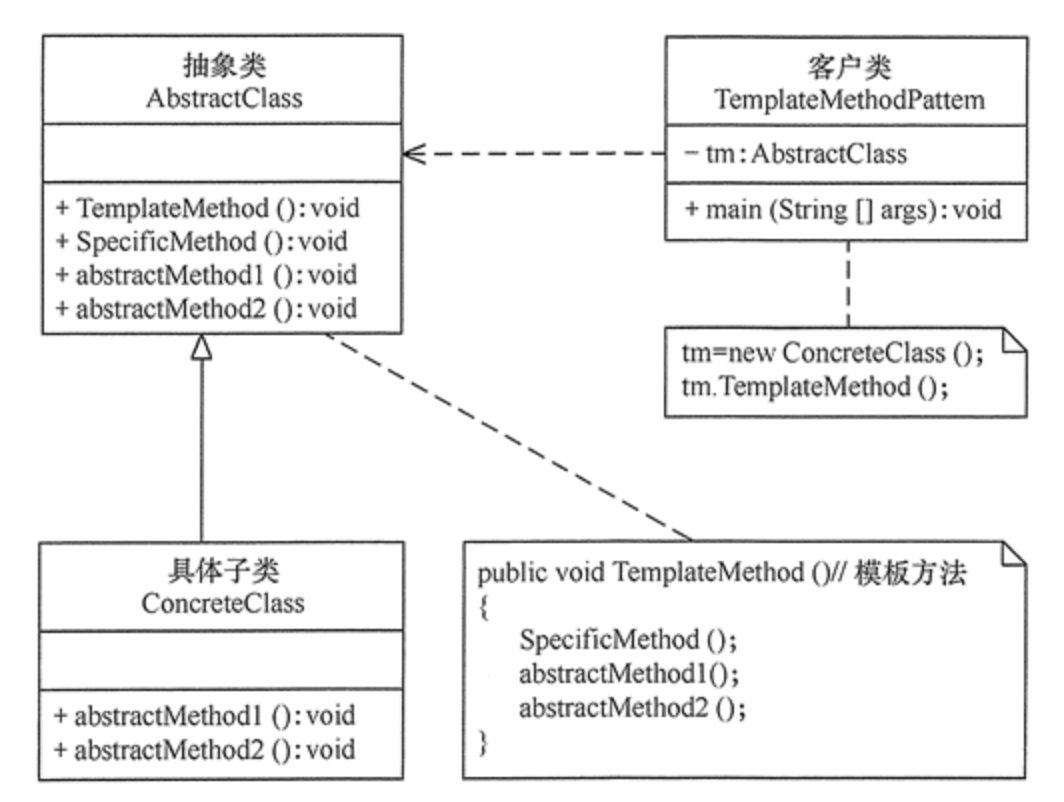 抽象类
AbstractClass
+ TemplateMethod ():void
+ SpecificMethod ():void
+ abstractMethod1 ():void
+ abstractMethod2 ():void
客户类
TemplateMethodPattem
− tm:AbstractClass
+ main (String [] args):void
tm=new ConcreteClass ();
tm.TemplateMethod ();
具体子类
ConcreteClass
+ abstractMethod1 ():void
+ abstractMethod2 ():void
public void TemplateMethod ()// 模板方法
{
SpecificMethod ();
abstractMethod1();
abstractMethod2 ();
}